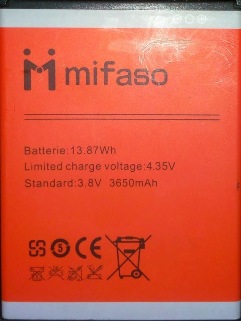 mifaso
Batterie:13.87Wh
Limited charge voltage:4.35V
Standard:3.8V 3650mAh